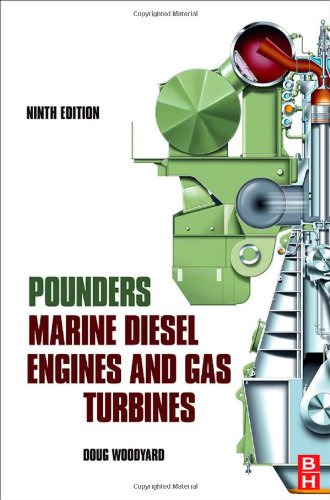 NINTH EDITION
POUNDERS
MARINE DIESEL
ENGINES AND GAS
TURBINES
DOUG WOODYARD
B
H